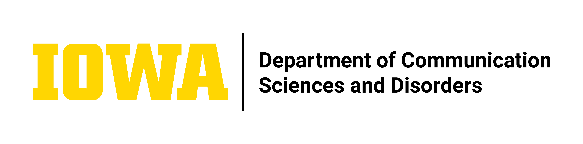 IOWA
Department of Communication
Sciences and Disorders